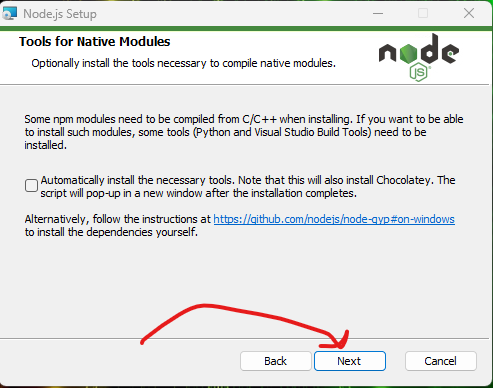 Node.js Setup
Tools for Native Modules
Optionally install the tools necessary to compile native modules.
node
JS
Some npm modules need to be compiled from C/C++ when installing. If you want to be able
to install such modules, some tools (Python and Visual Studio Build Tools) need to be
installed.
Automatically install the necessary tools. Note that this will also install Chocolatey. The
script will pop-up in a new window after the installation completes.
Alternatively, follow the instructions at https://github.com/nodejs/node-gyp#on-windows
to install the dependencies yourself.
Back Next Cancel